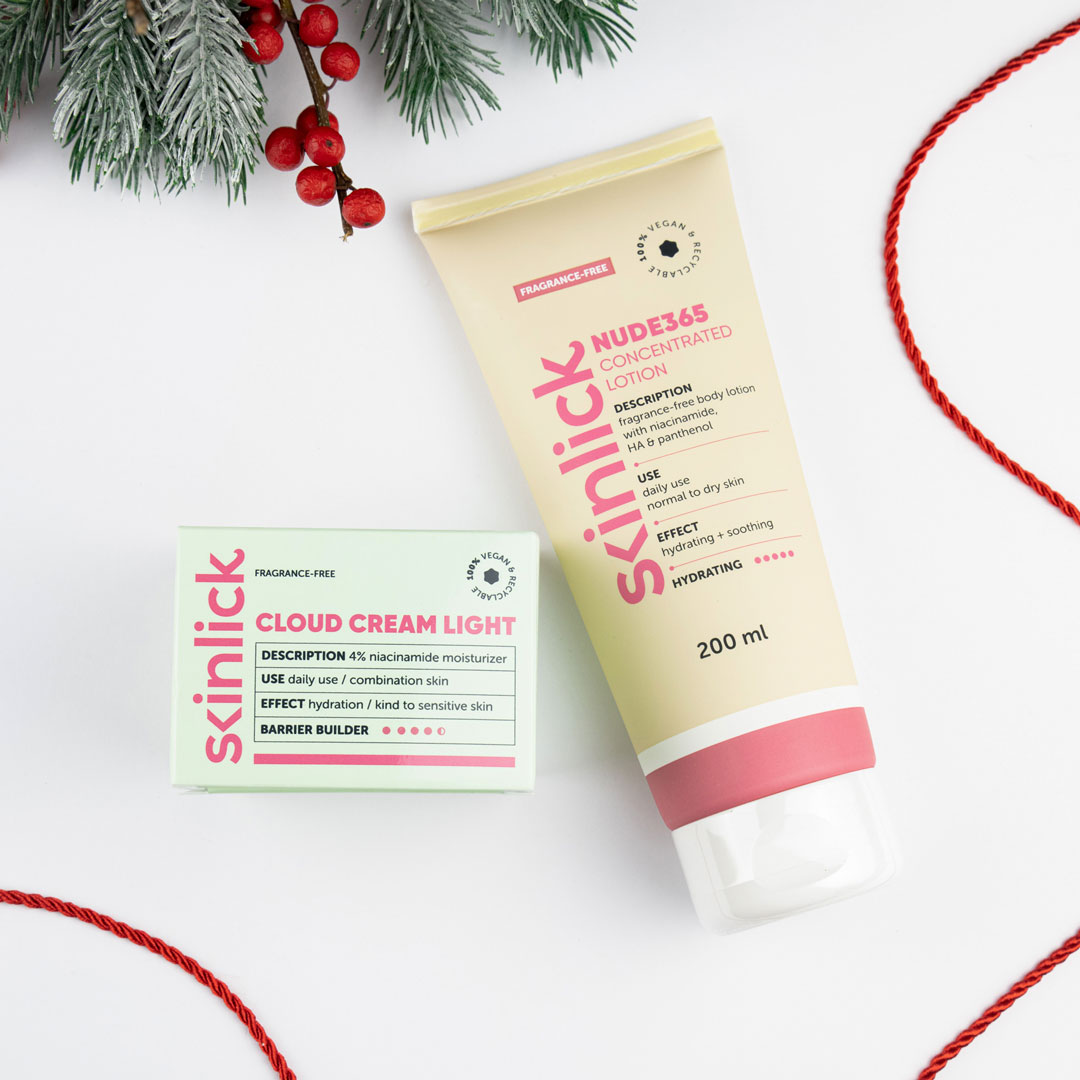 FRAGRANCE-FREE
100% VEGAN & RECYCLABLE
skinlick
NUDE365
CONCENTRATED
LOTION
DESCRIPTION
fragrance-free body lotion
with niacinamide,
HA & panthenol
USE
daily use
normal to dry skin
EFFECT
hydrating + soothing
HYDRATING
200 ml
skinlick
FRAGRANCE-FREE
100% VEGAN & RECYCLABLE
CLOUD CREAM LIGHT
DESCRIPTION 4% niacinamide moisturizer
USE daily use / combination skin
EFFECT hydration / kind to sensitive skin
BARRIER BUILDER